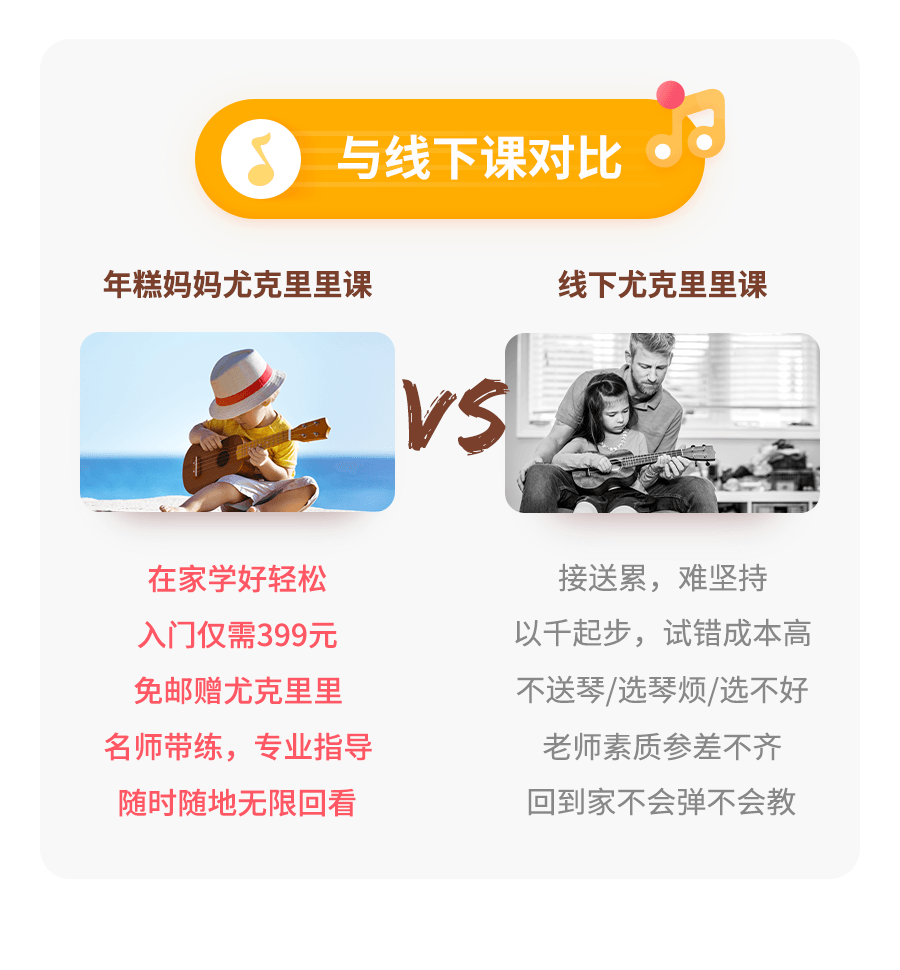 与线下课对比
年糕妈妈尤克里里课
线下尤克里里课
VS
在家学好轻松
入门仅需399元
免邮赠尤克里里
名师带练，专业指导
随时随地无限回看
接送累，难坚持
以千起步，试错成本高
不送琴/选琴烦/选不好
老师素质参差不齐
回到家不会弹不会教